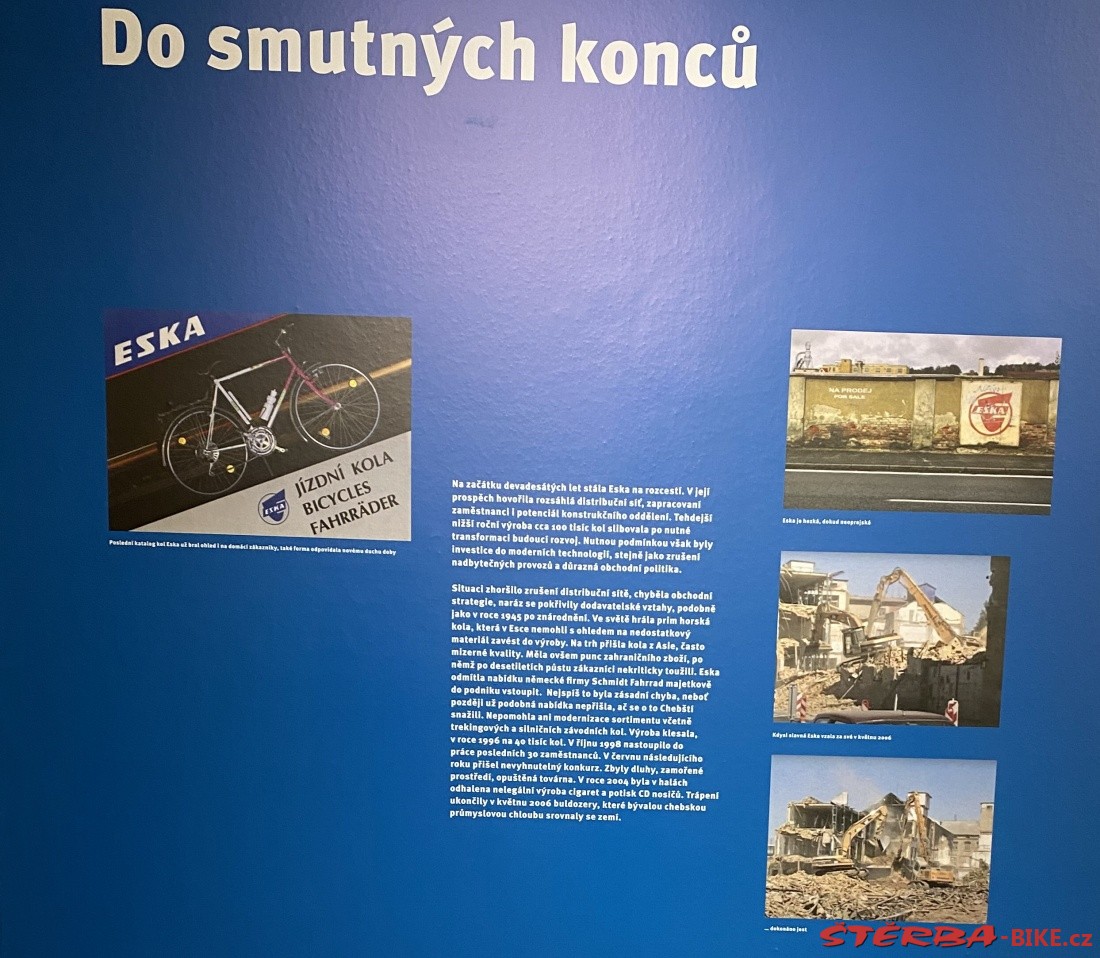 Do smutných konců
ESKA
ESKA
JÍZDNÍ KOLA
BICYCLES
FAHRRÄDER
Poslední katalog kol Eska už bral ohled i na domácí zákazníky, také forma odpovídala novému duchu doby
Na začátku devadesátých let stála Eska na rozcestí. V její
prospěch hovořila rozsáhlá distribuční síť, zapracovaní
zaměstnanci i potenciál konstrukčního oddělení. Tehdejší
nižší roční výroba cca 100 tisíc kol slibovala po nutné
transformaci budoucí rozvoj. Nutnou podmínkou však byly
investice do moderních technologií, stejně jako zrušení
nadbytečných provozů a důrazná obchodní politika.
Situaci zhoršilo zrušení distribuční sítě, chyběla obchodní
strategie, naráz se pokřivily dodavatelské vztahy, podobně
jako v roce 1945 po znárodnění. Ve světě hrála prim horská
kola, která v Esce nemohli s ohledem na nedostatkový
materiál zavést do výroby. Na trh přišla kola z Asie, často
mizerné kvality. Měla ovšem punc zahraničního zboží, po
němž po desetiletích půstu zákazníci nekriticky toužili. Eska
odmítla nabídku německé firmy Schmidt Fahrrad majetkově
do podniku vstoupit. Nejspíš to byla zásadní chyba, neboť
později už podobná nabídka nepřišla, ač se o to Chebští
snažili. Nepomohla ani modernizace sortimentu včetně
trekingových a silničních závodních kol. Výroba klesala,
v roce 1996 na 40 tisíc kol. V říjnu 1998 nastoupilo do
práce posledních 30 zaměstnanců. V červnu následujícího
roku přišel nevyhnutelný konkurz. Zbyly dluhy, zamořené
prostředí, opuštěná továrna. V roce 2004 byla v halách
odhalena nelegální výroba cigaret a potisk CD nosičů. Trápení
ukončily v květnu 2006 buldozery, které bývalou chebskou
průmyslovou chloubu srovnaly se zemí.
NA PRODEJ
FOR SALE
ESKA
Eska je hezká, dokud neoprejská
Kdysi slavná Eska vzala za své v květnu 2006
... dokonáno jest
ŠTĚRBA-BIKE.cz